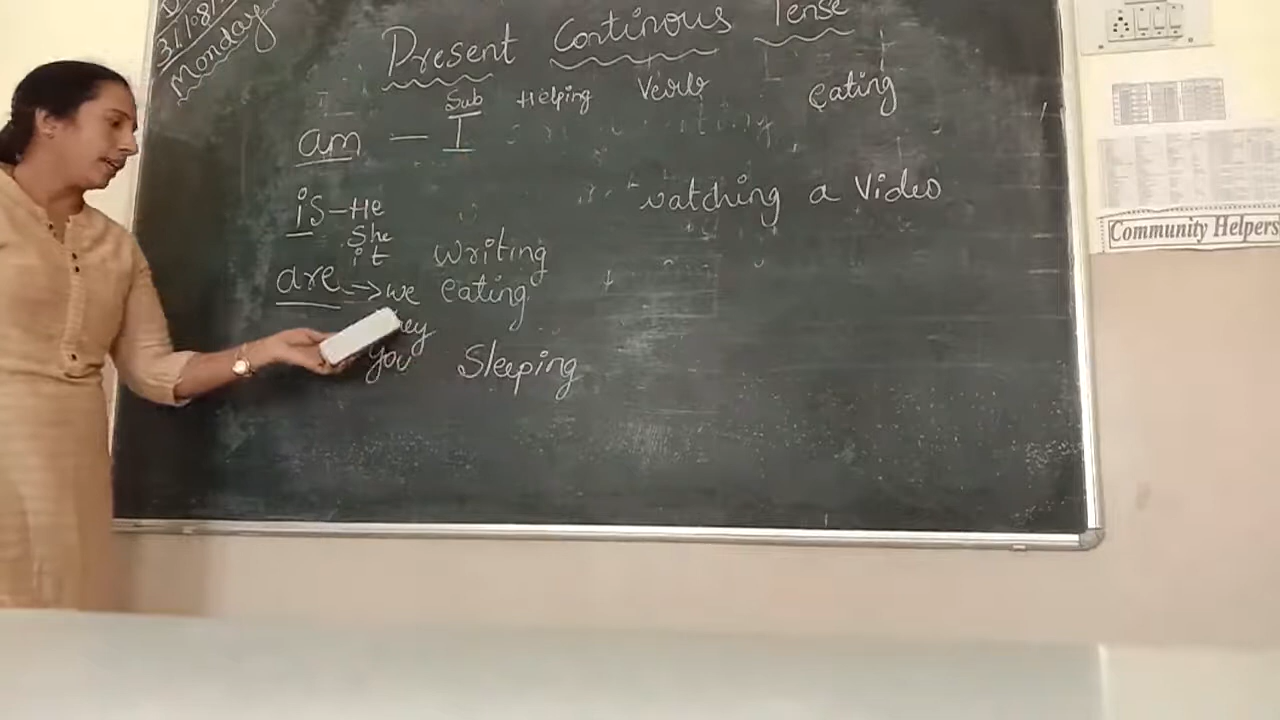 31/08/
Monday
Present Continous Tense
Sub Helping Verb eating
am - I
is - He
She
it
watching a Video
writing
are → we eating
you Sleeping
Community Helpers